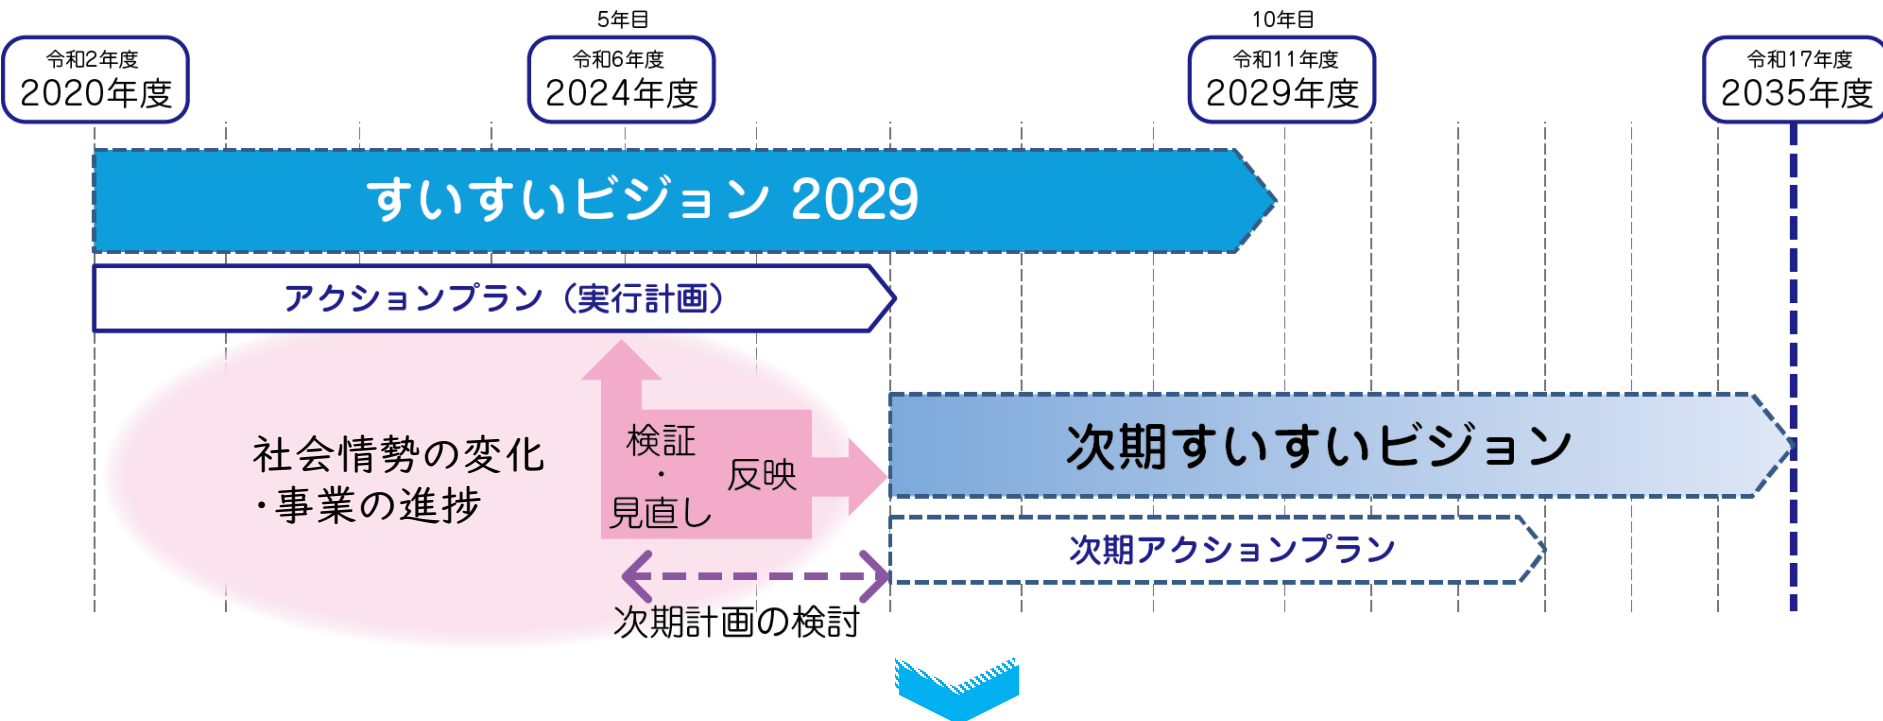 5年目
10年目
令和2年度
2020年度
令和6年度
2024年度
令和11年度
2029年度
令和17年度
2035年度
すいすいビジョン 2029
アクションプラン（実行計画）
社会情勢の変化
・事業の進捗
検証
・
見直し
反映
次期すいすいビジョン
次期アクションプラン
次期計画の検討